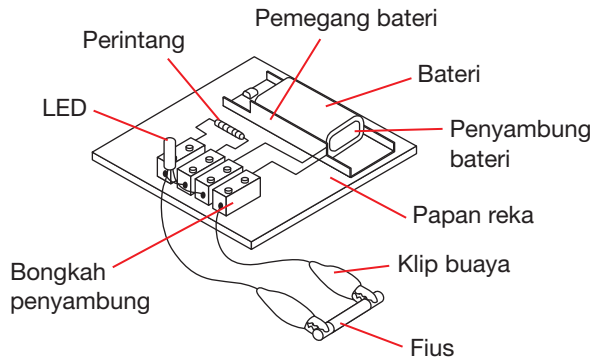 Pemegang bateri
Perintang
Bateri
LED
Penyambung
bateri
Papan reka
Klip buaya
Bongkah
penyambung
Fius